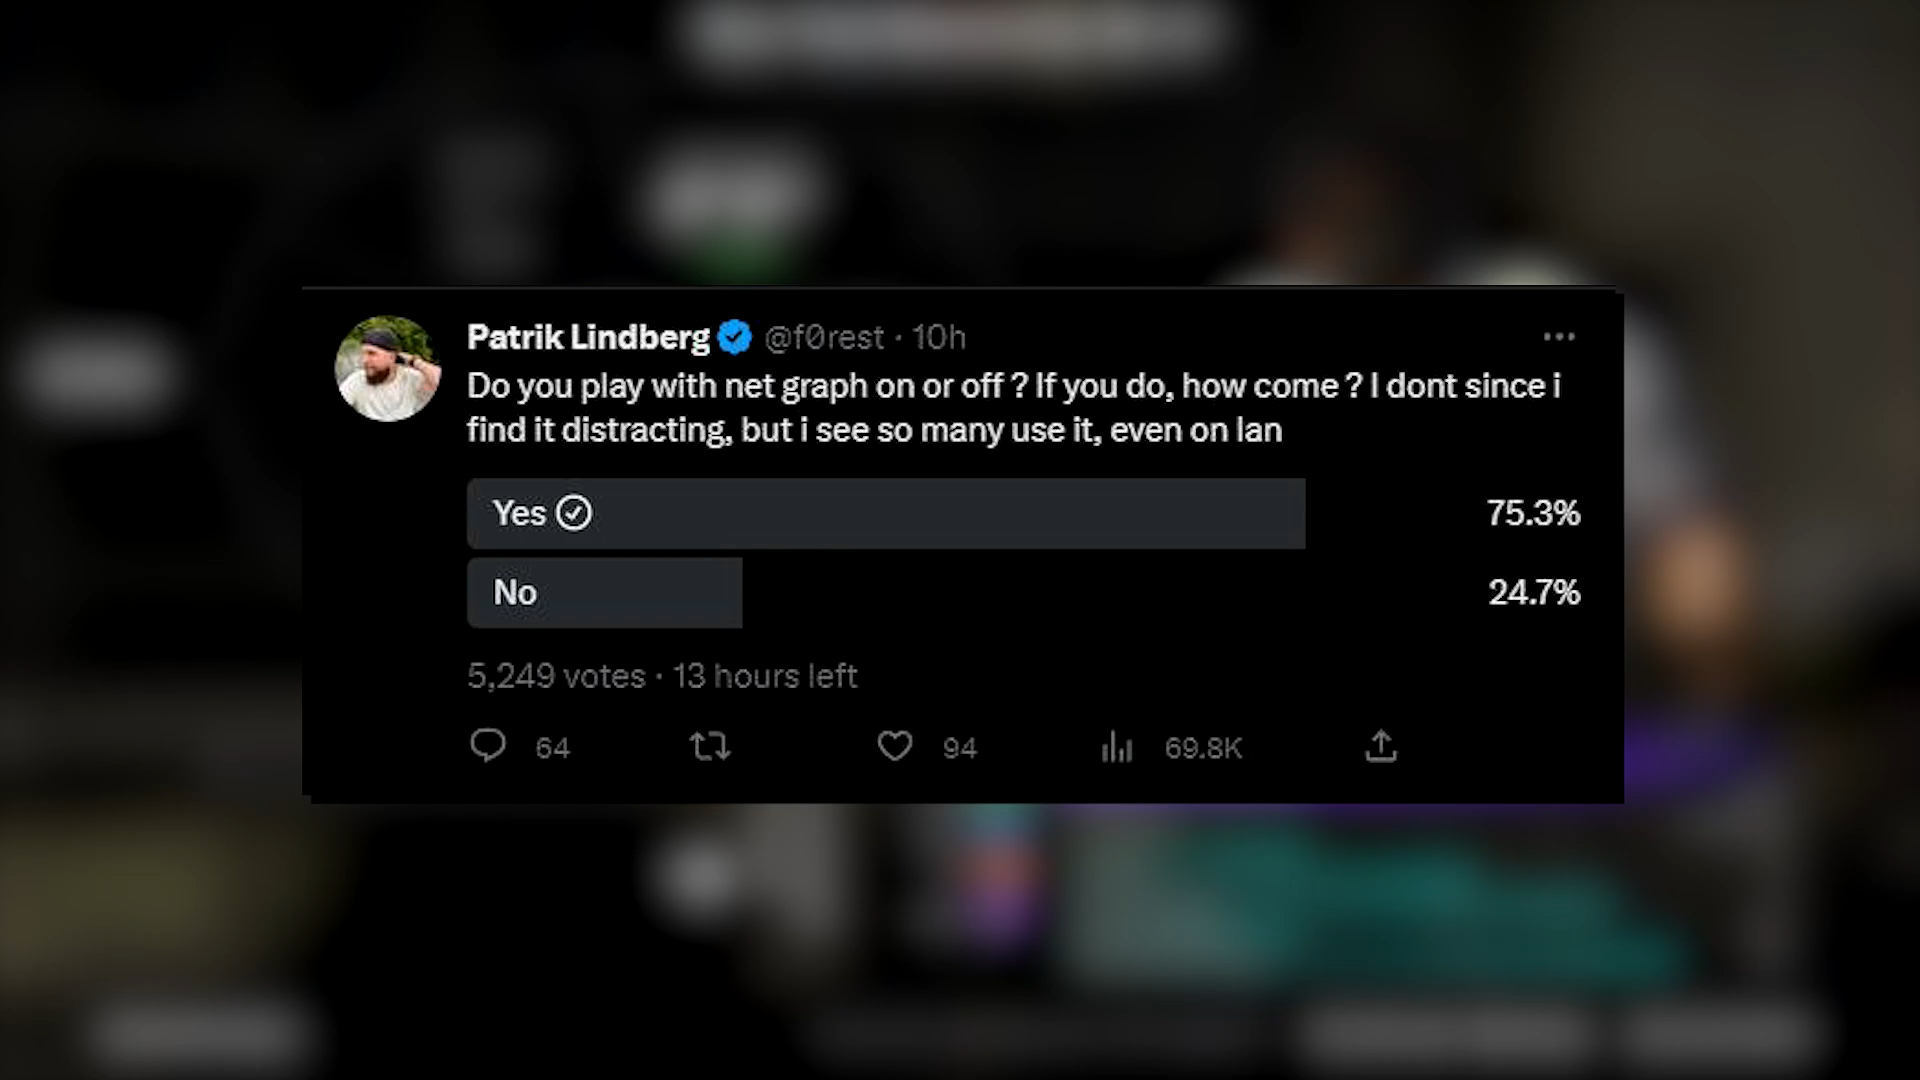 Patrik Lindberg @f0rest · 10h
Do you play with net graph on or off ? If you do, how come ? I dont since i
find it distracting, but i see so many use it, even on lan
Yes 75.3%
No 24.7%
5,249 votes · 13 hours left
64 94 69.8K